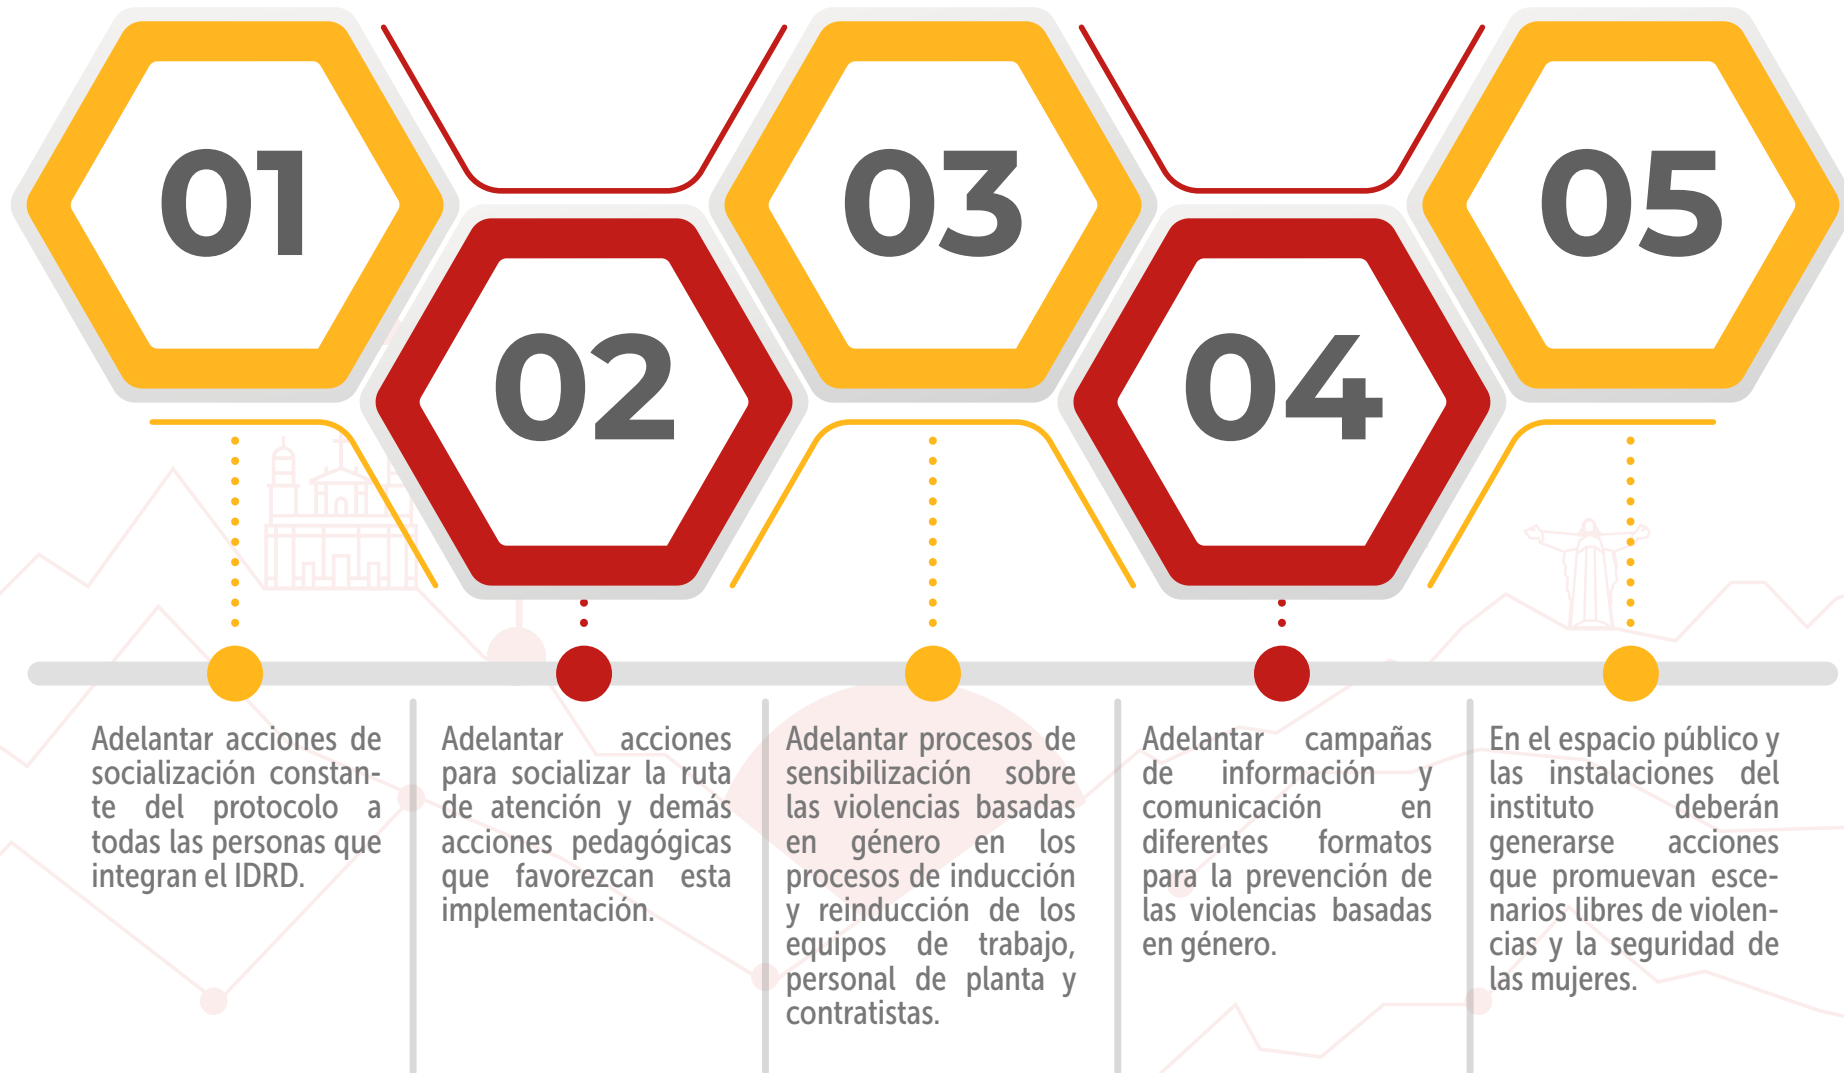 01
02
03
04
05
Adelantar acciones de
socialización constan-
te del protocolo a
todas las personas que
integran el IDRD.
Adelantar acciones
para socializar la ruta
de atención y demás
acciones pedagógicas
que favorezcan esta
implementación.
Adelantar procesos de
sensibilización sobre
las violencias basadas
en género en los
procesos de inducción
y reinducción de los
equipos de trabajo,
personal de planta y
contratistas.
Adelantar campañas
de información y
comunicación en
diferentes formatos
para la prevención de
las violencias basadas
en género.
En el espacio público y
las instalaciones del
instituto deberán
generarse acciones
que promuevan esce-
narios libres de violen-
cias y la seguridad de
las mujeres.